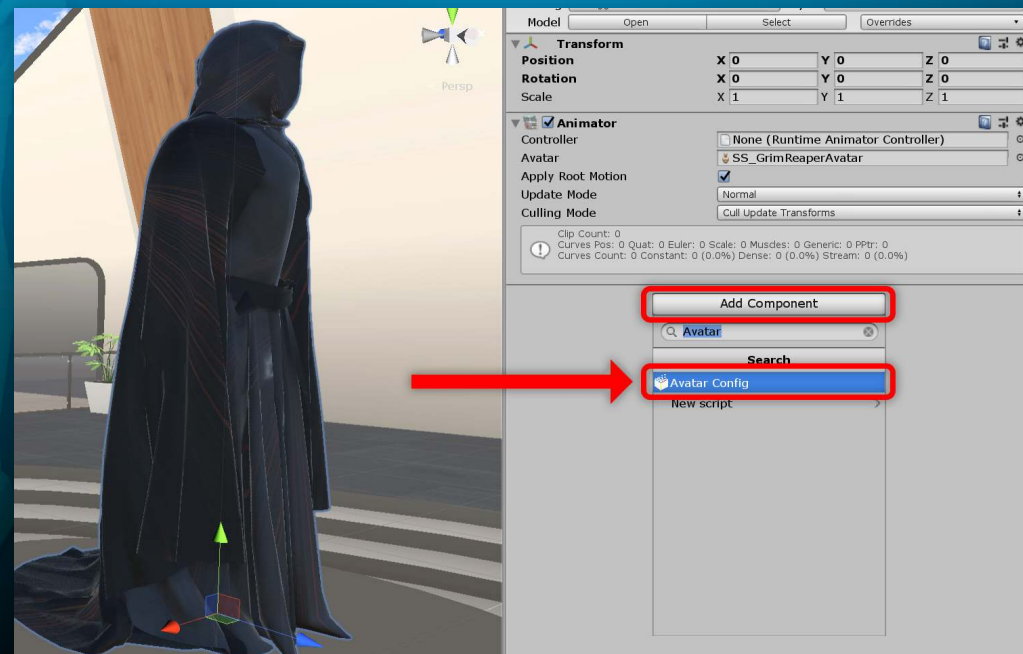 Persp
Model Open Select Overrides
Transform
Position X 0 Y 0 Z 0
Rotation X 0 Y 0 Z 0
Scale X 1 Y 1 Z 1
Animator
Controller None (Runtime Animator Controller)
Avatar SS_GrimReaperAvatar
Apply Root Motion
Update Mode Normal
Culling Mode Cull Update Transforms
Clip Count: 0
Curves Pos: 0 Quat: 0 Euler: 0 Scale: 0 Muscles: 0 Generic: 0 PPtr: 0
Curves Count: 0 Constant: 0 (0.0%) Dense: 0 (0.0%) Stream: 0 (0.0%)
Add Component
Avatar
Search
Avatar Config
New script